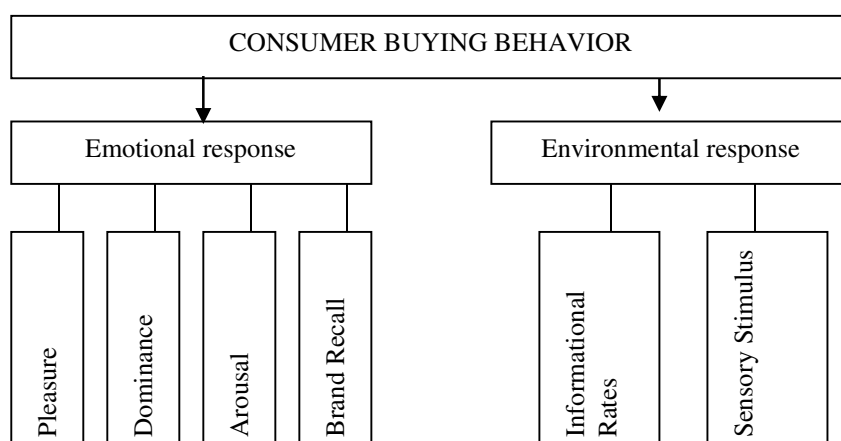 CONSUMER BUYING BEHAVIOR
Emotional response
Environmental response
Pleasure
Dominance
Arousal
Brand Recall
Informational
Rates
Sensory Stimulus